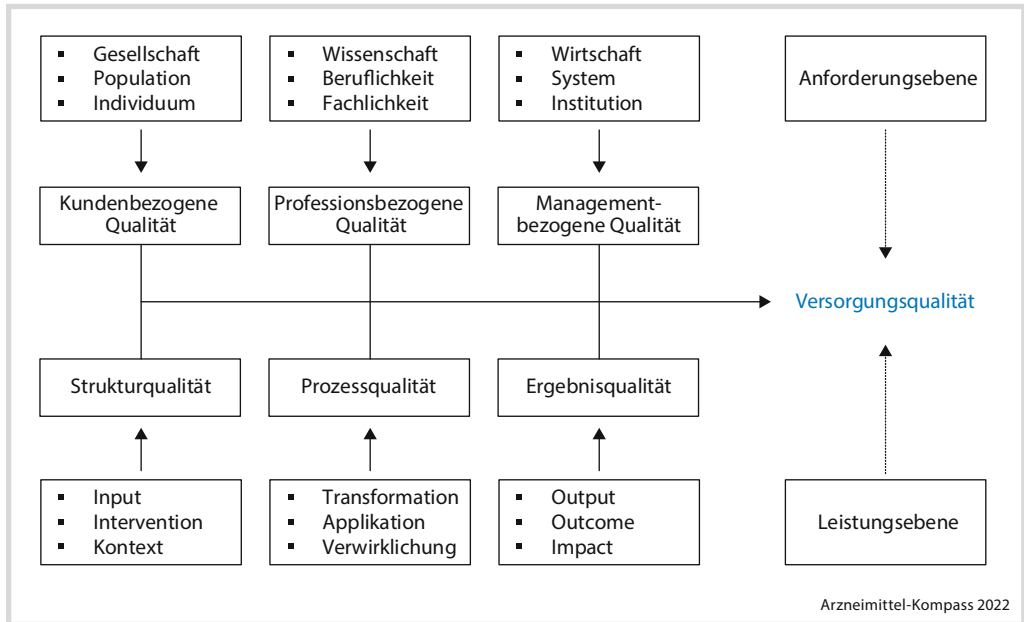 ▪ Gesellschaft
▪ Population
▪ Individuum
▪ Wissenschaft
▪ Beruflichkeit
▪ Fachlichkeit
▪ Wirtschaft
▪ System
▪ Institution
Anforderungsebene
Kundenbezogene
Qualität
Professionsbezogene
Qualität
Management-
bezogene Qualität
Versorgungsqualität
Strukturqualität
Prozessqualität
Ergebnisqualität
▪ Input
▪ Intervention
▪ Kontext
▪ Transformation
▪ Applikation
▪ Verwirklichung
▪ Output
▪ Outcome
▪ Impact
Leistungsebene
Arzneimittel-Kompass 2022